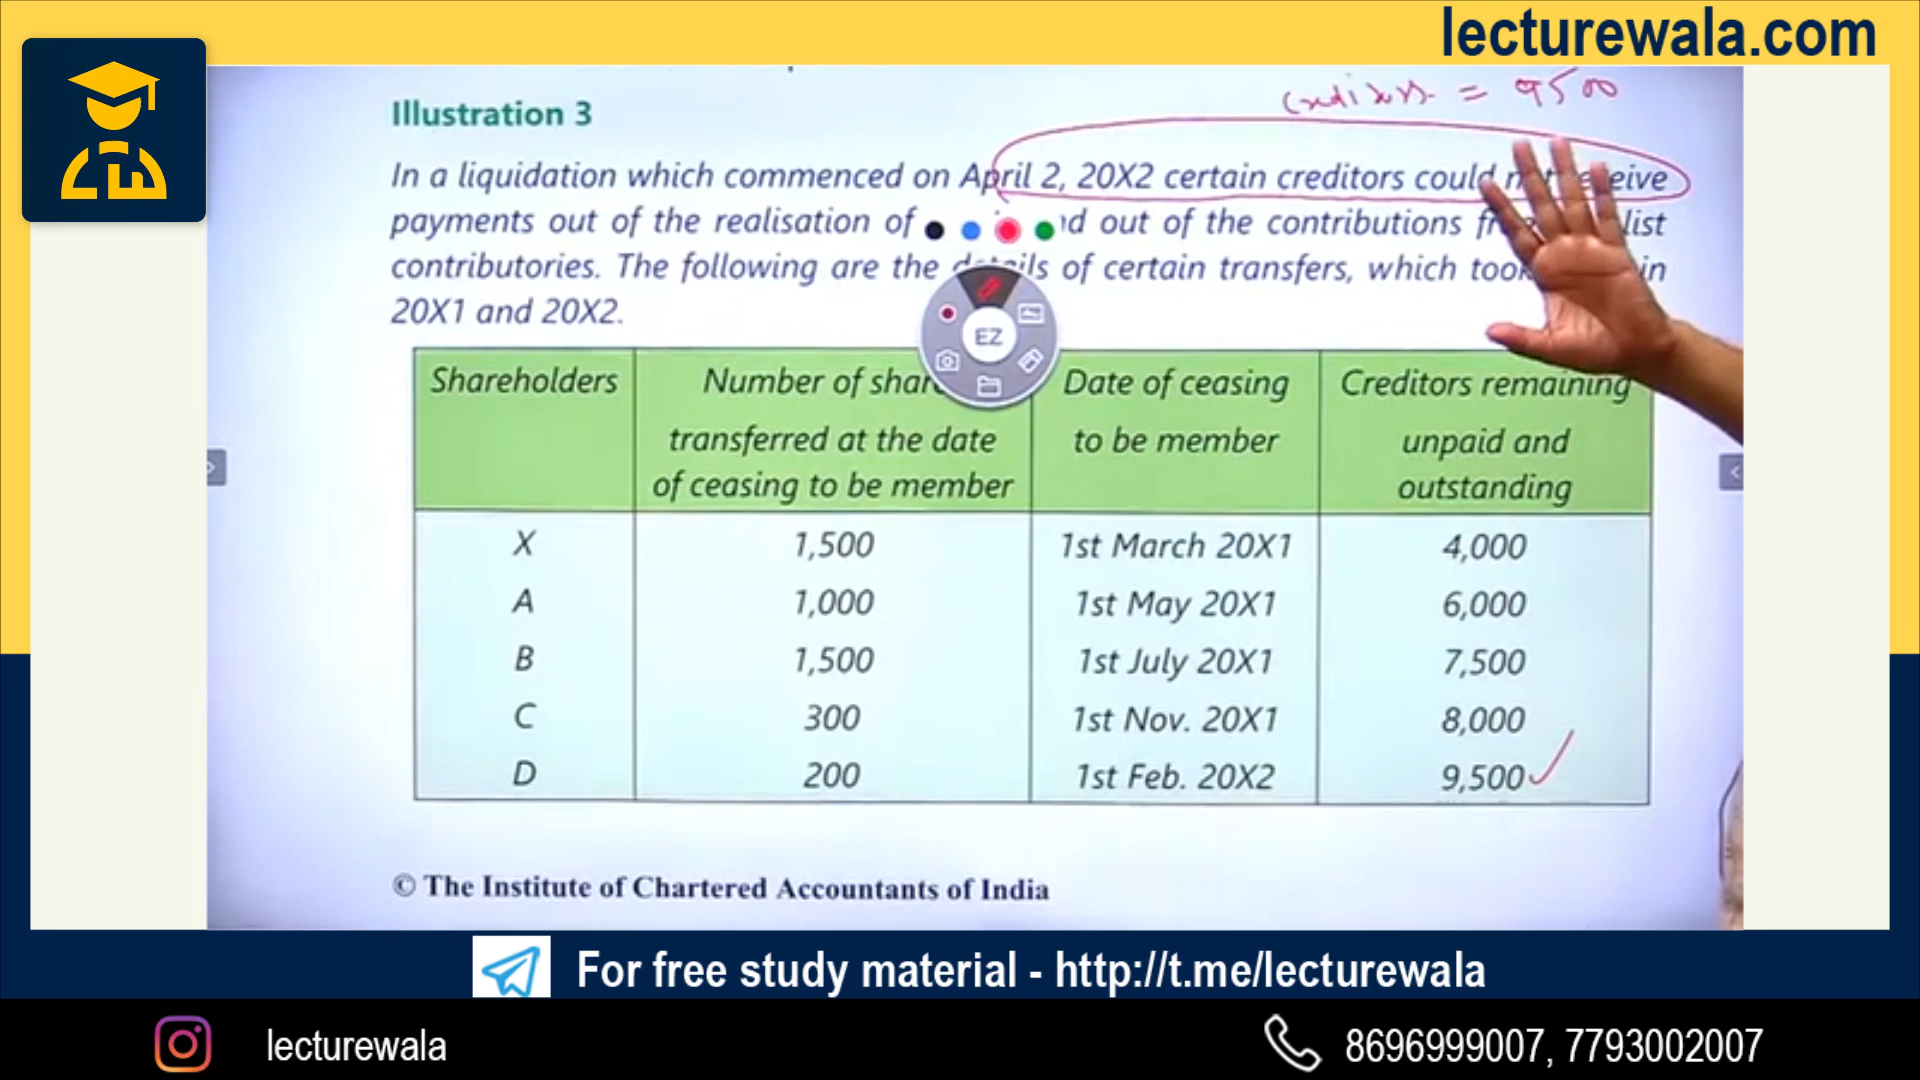 lecturewala.com
creditors. = 9500
Illustration 3
In a liquidation which commenced on April 2, 20X2 certain creditors could
payments out of the realisation of out of the contributions list
contributories. The following are the details of certain transfers, which took in
20X1 and 20X2.
Shareholders Number of Date of ceasing Creditors remaining
transferred at the date to be member unpaid and
of ceasing to be member outstanding
X 1,500 1st March 20X1 4,000
A 1,000 1st May 20X1 6,000
B 1,500 1st July 20X1 7,500
C 300 1st Nov. 20X1 8,000
D 200 1st Feb. 20X2 9,500
EZ
© The Institute of Chartered Accountants of India
For free study material - http://t.me/lecturewala
lecturewala 8696999007, 7793002007